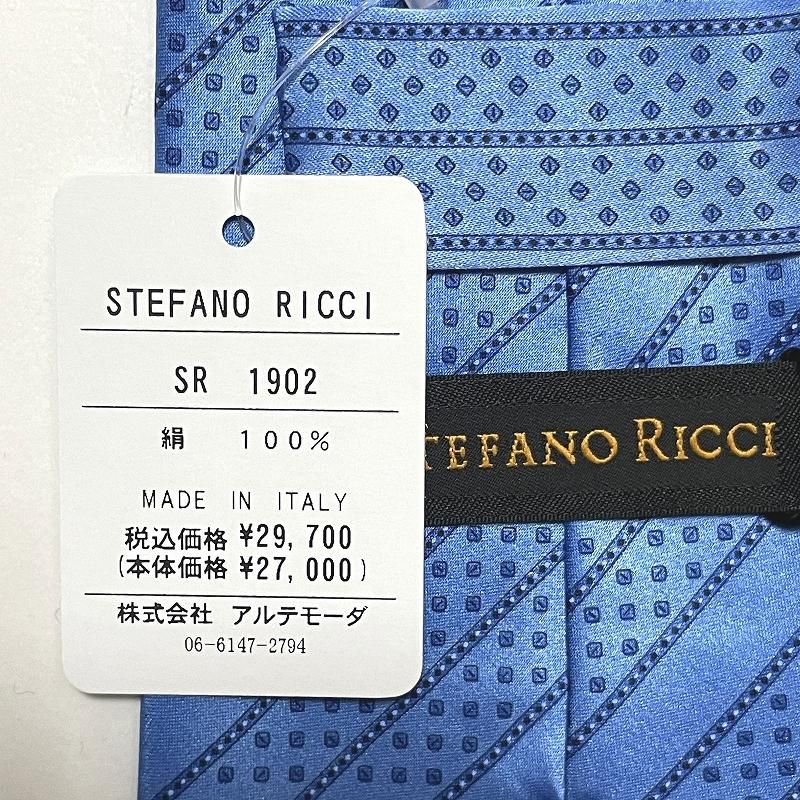 STEFANO RICCI
SR 1902
絹 100%
MADE IN ITALY
税込価格 ¥29,700
(本体価格 ¥27,000)
株式会社 アルテモーダ
06-6147-2794
STEFANO RICCI